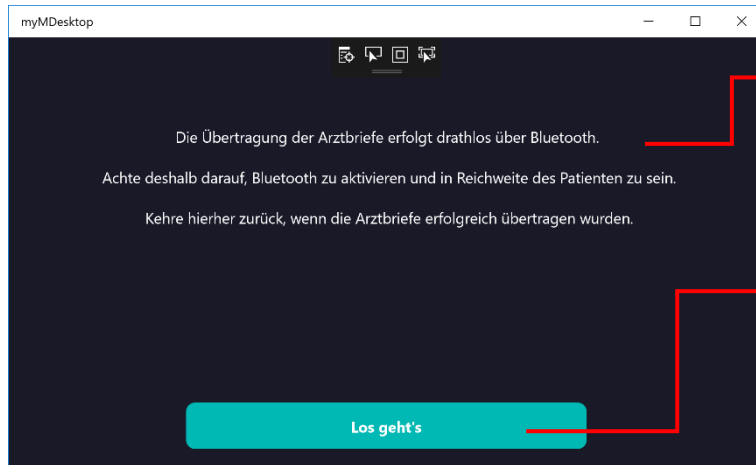 myMDesktop
Die Übertragung der Arztbriefe erfolgt drathlos über Bluetooth.
Achte deshalb darauf, Bluetooth zu aktivieren und in Reichweite des Patienten zu sein.
Kehre hierher zurück, wenn die Arztbriefe erfolgreich übertragen wurden.
Los geht's